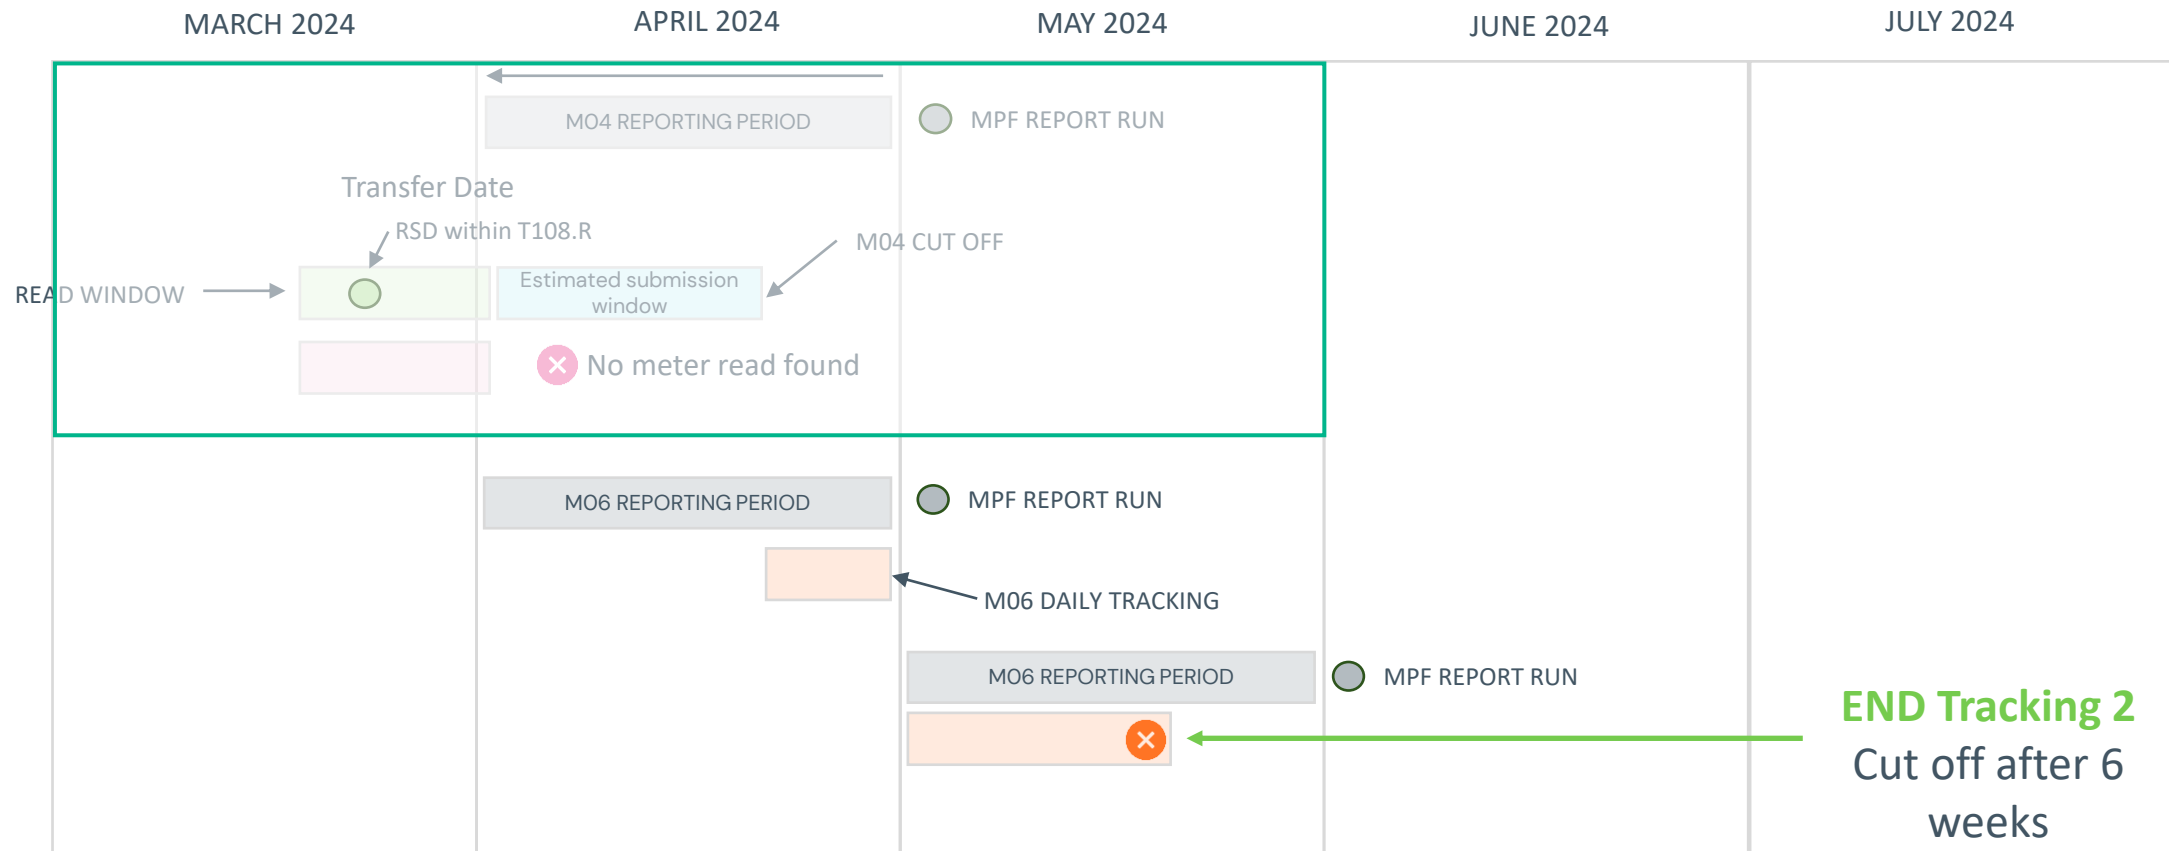 MARCH 2024
APRIL 2024
MAY 2024
JUNE 2024
JULY 2024
M04 REPORTING PERIOD
MPF REPORT RUN
Transfer Date
RSD within T108.R
M04 CUT OFF
READ WINDOW
Estimated submission
window
No meter read found
M06 REPORTING PERIOD
MPF REPORT RUN
M06 DAILY TRACKING
M06 REPORTING PERIOD
MPF REPORT RUN
END Tracking 2
Cut off after 6
weeks